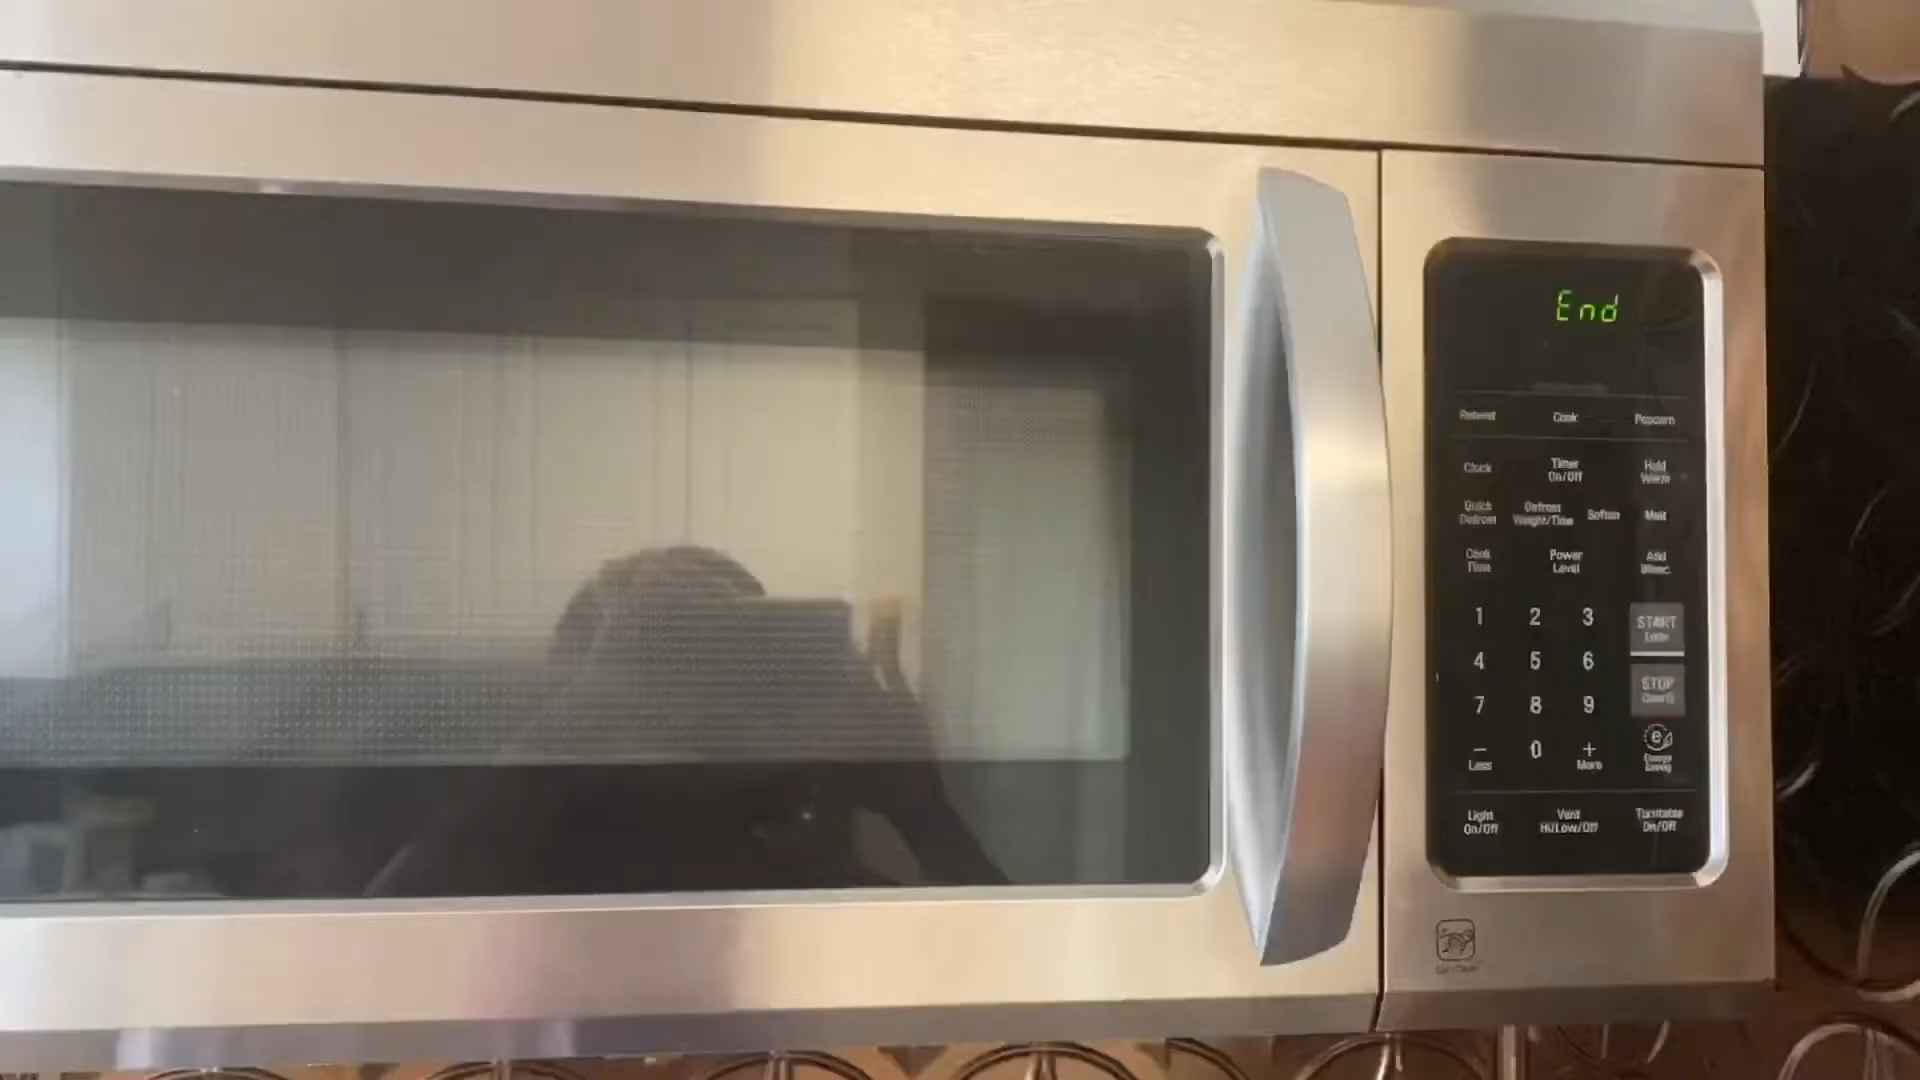 End
Reheat Cook Popcorn
Clock Timer On/Off Hold Warm
Quick Defrost Defrost Weight/Time Soften Melt
Cook Time Power Level Add
1 2 3 START Enter
4 5 6
7 8 9 STOP Clear
− Less 0 + More Energy Saving
Light On/Off Vent Hi/Low/Off Turntable On/Off